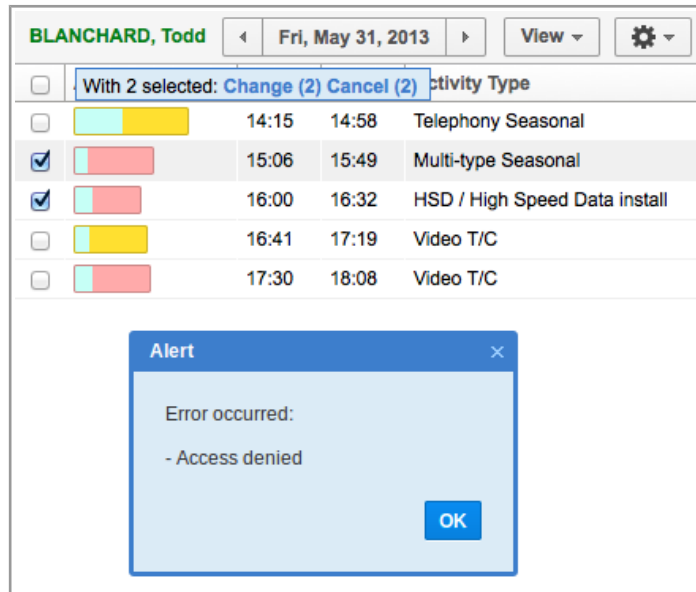 BLANCHARD, Todd Fri, May 31, 2013 View
With 2 selected: Change (2) Cancel (2) ctivity Type
14:15 14:58 Telephony Seasonal
15:06 15:49 Multi-type Seasonal
16:00 16:32 HSD / High Speed Data install
16:41 17:19 Video T/C
17:30 18:08 Video T/C
Alert
Error occurred:
- Access denied
OK